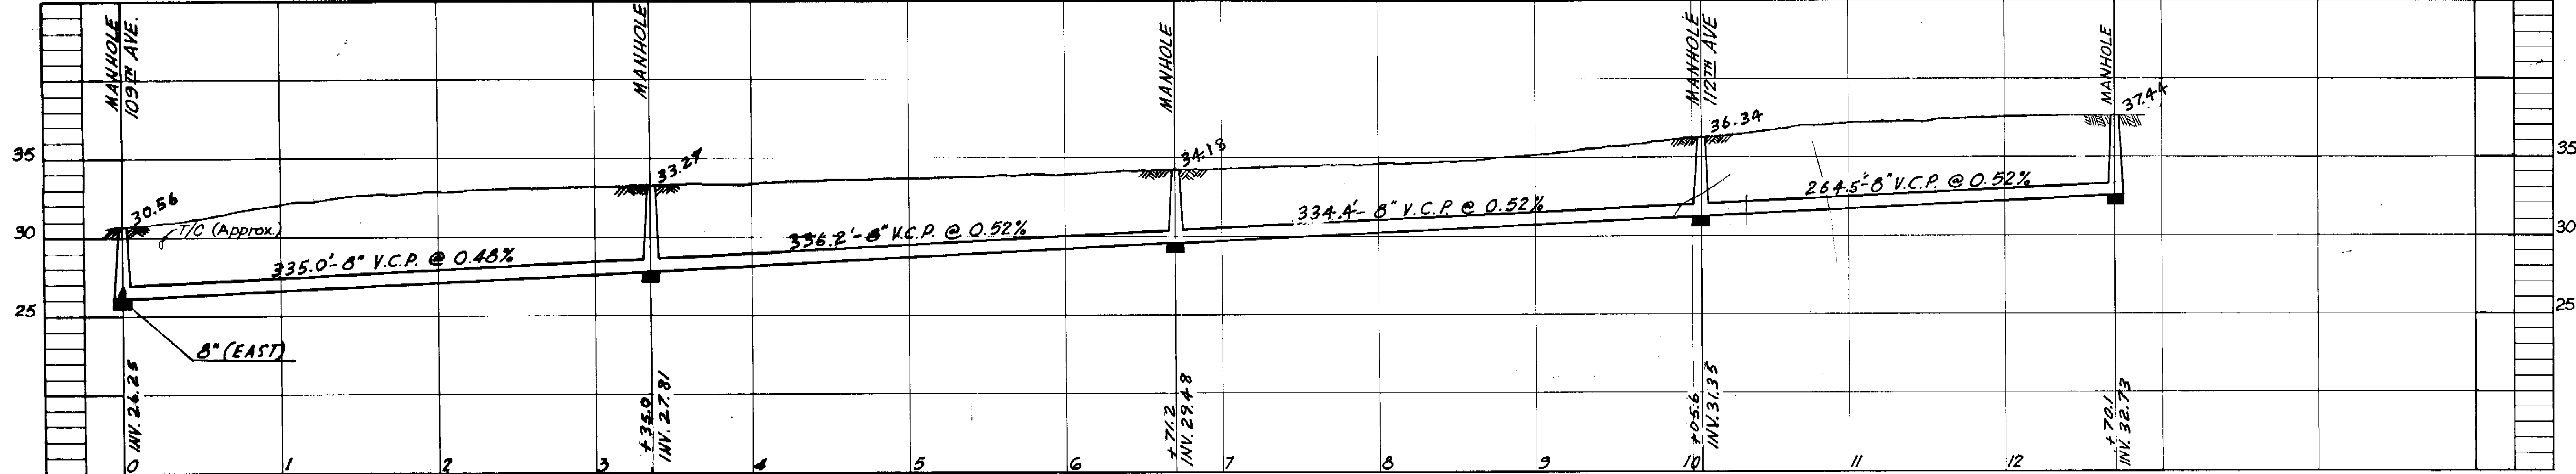 MANHOLE
109TH AVE.
MANHOLE
MANHOLE
MANHOLE
112TH AVE
MANHOLE
37.44
36.34
35
33.29
34.18
35
30.56
T/C (Approx.)
264.5'-8" V.C.P. @ 0.52%
334.4'- 8" V.C.P. @ 0.52%
30
336.2'-8" V.C.P. @ 0.52%
30
335.0'-8" V.C.P. @ 0.48%
25
25
8" (EAST)
INV. 26.25
+35.0
INV. 27.81
+71.2
INV. 29.48
+05.6
INV. 31.35
+70.1
INV. 32.73
0 1 2 3 4 5 6 7 8 9 10 11 12